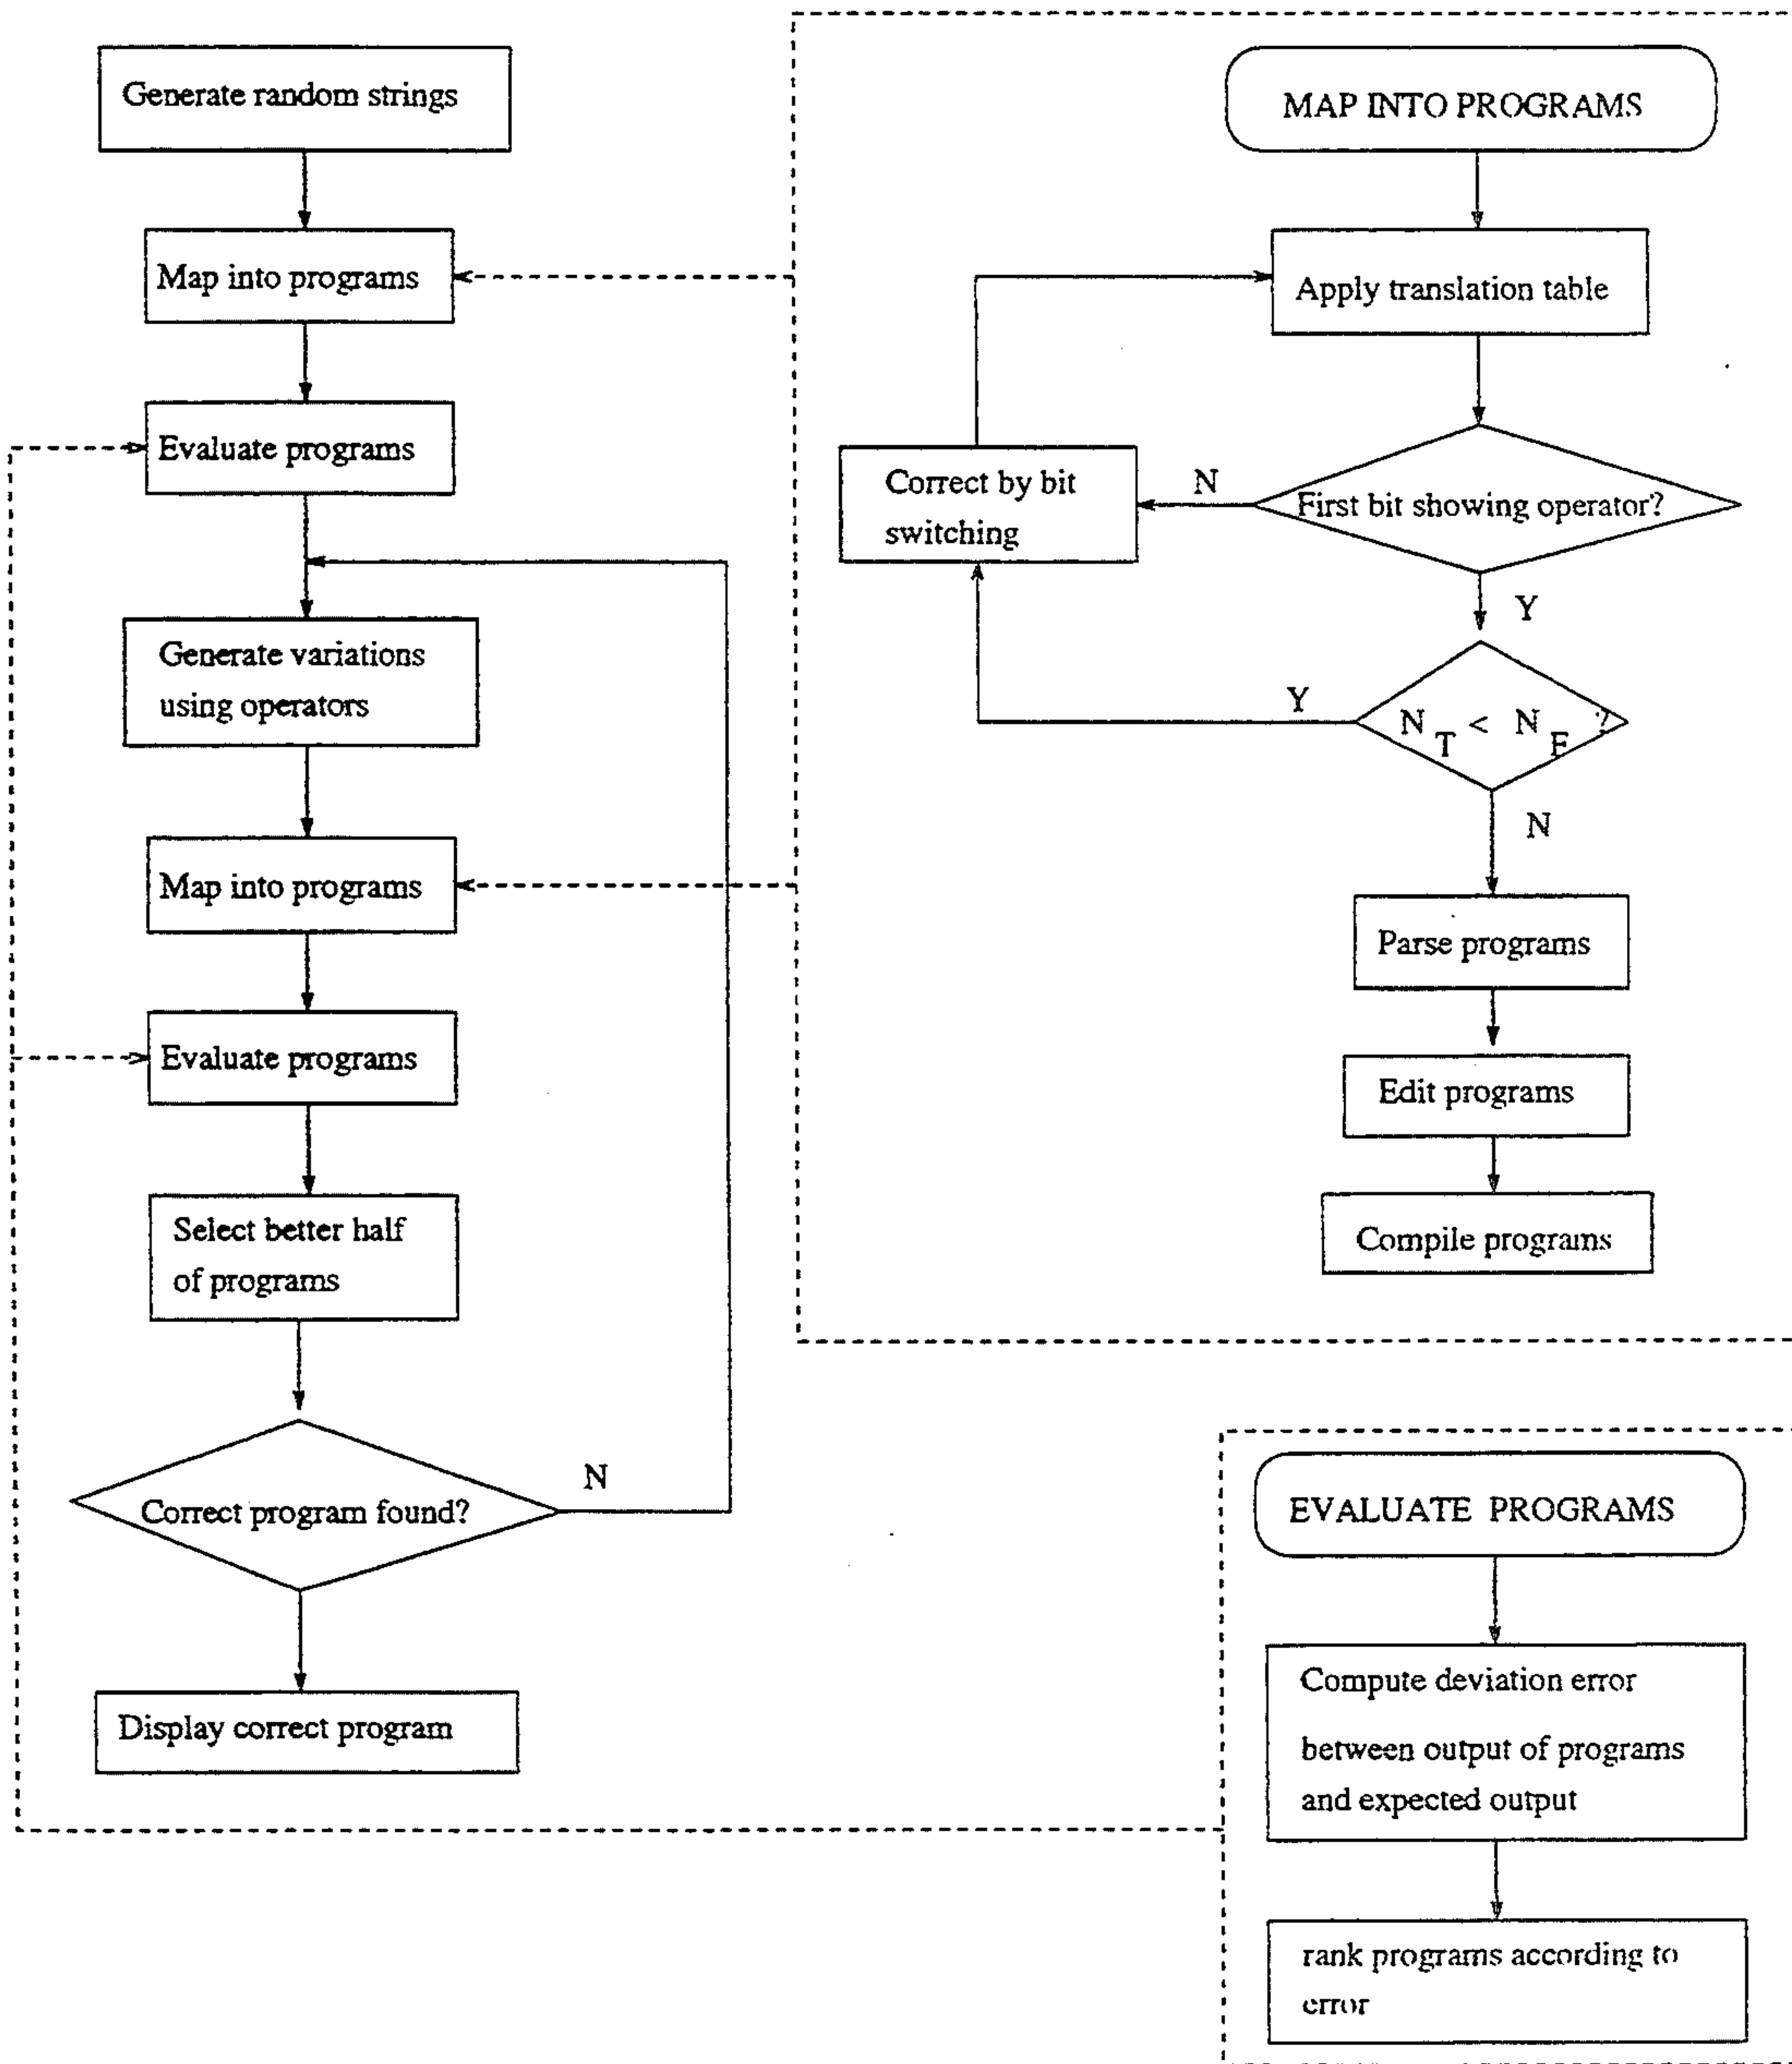 Generate random strings
Map into programs
Evaluate programs
Generate variations
using operators
Map into programs
Evaluate programs
Select better half
of programs
Correct program found?
N
Display correct program
MAP INTO PROGRAMS
Apply translation table
First bit showing operator?
N
Correct by bit
switching
Y
N T < N F ?
Y
N
Parse programs
Edit programs
Compile programs
EVALUATE PROGRAMS
Compute deviation error
between output of programs
and expected output
rank programs according to
error